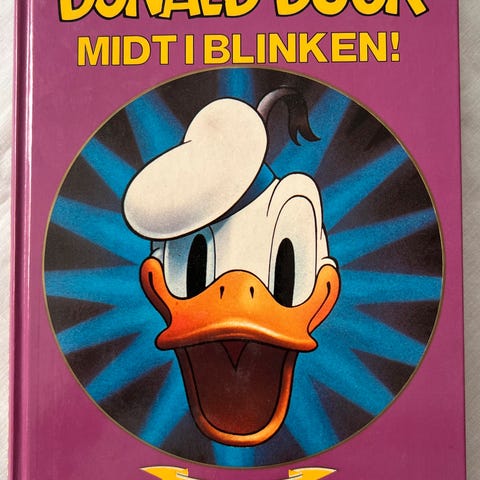 DONALD DUCK
MIDT I BLINKEN!